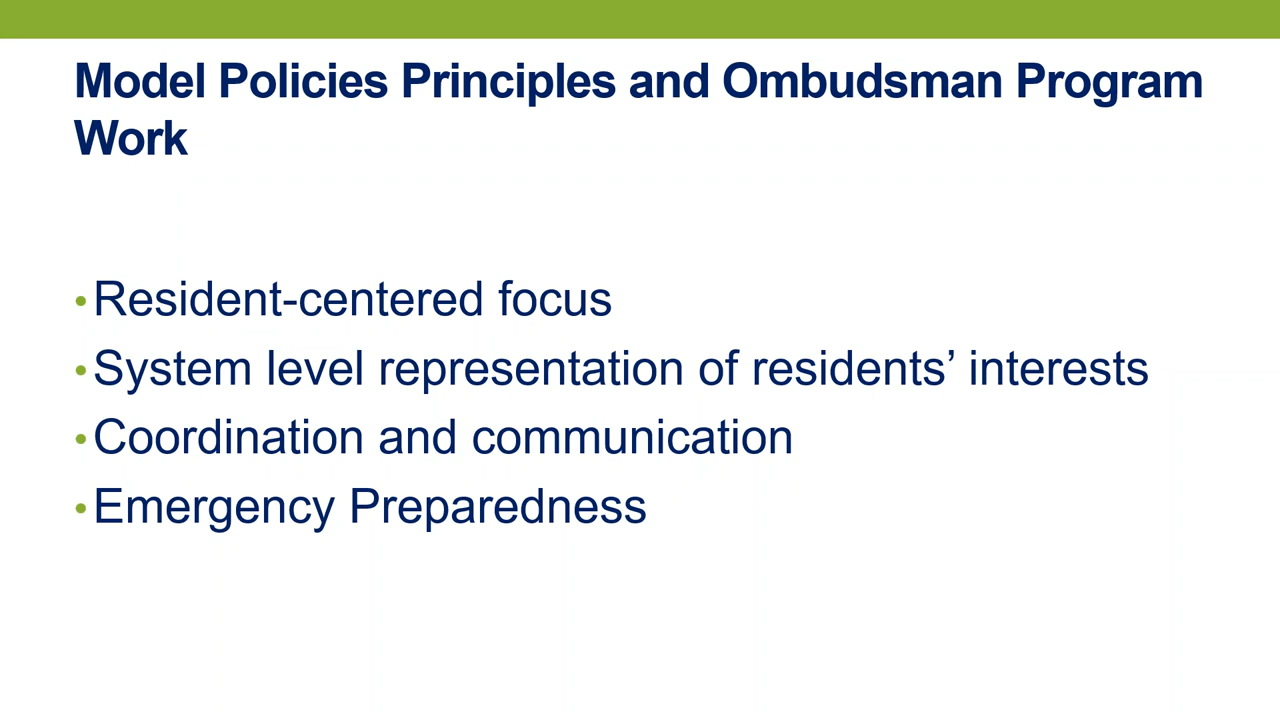 Model Policies Principles and Ombudsman Program
Work
• Resident-centered focus
• System level representation of residents’ interests
• Coordination and communication
• Emergency Preparedness